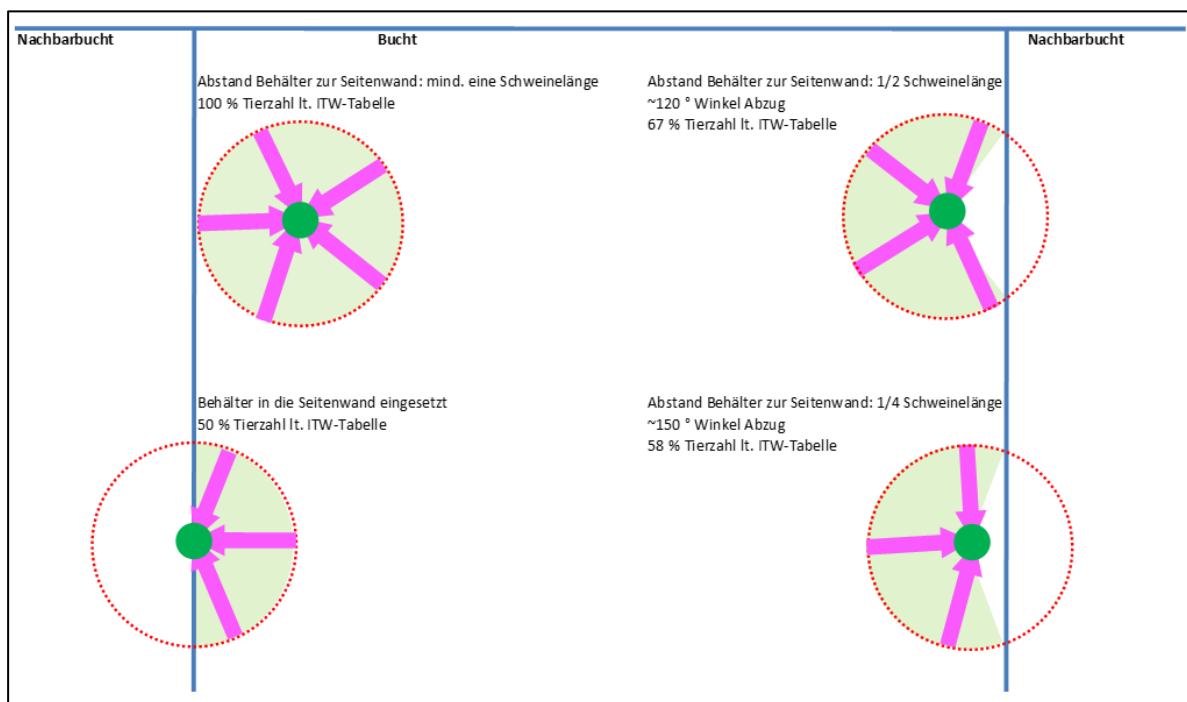 Nachbarbucht
Bucht
Nachbarbucht
Abstand Behälter zur Seitenwand: mind. eine Schweinelänge
100 % Tierzahl lt. ITW-Tabelle
Abstand Behälter zur Seitenwand: 1/2 Schweinelänge
~120 ° Winkel Abzug
67 % Tierzahl lt. ITW-Tabelle
Behälter in die Seitenwand eingesetzt
50 % Tierzahl lt. ITW-Tabelle
Abstand Behälter zur Seitenwand: 1/4 Schweinelänge
~150 ° Winkel Abzug
58 % Tierzahl lt. ITW-Tabelle